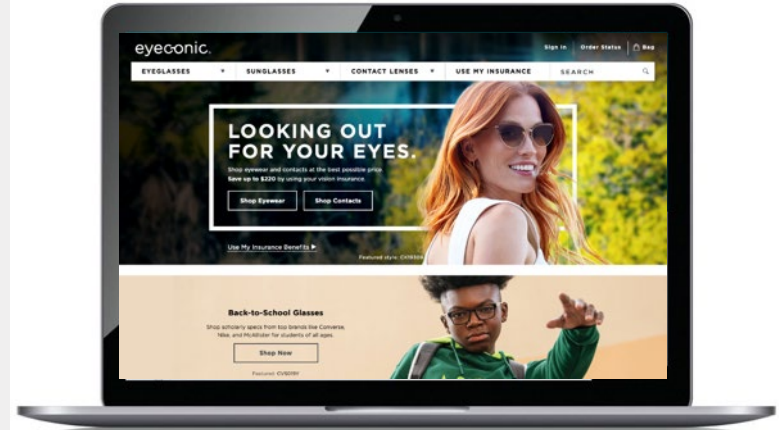 eyeconic.
Sign In Order Status Bag
EYEGLASSES SUNGLASSES CONTACT LENSES USE MY INSURANCE SEARCH
LOOKING OUT
FOR YOUR EYES.
Shop eyewear and contacts at the best possible price.
Save up to $220 by using your vision insurance.
Shop Eyewear Shop Contacts
Use My Insurance Benefits ▶
Featured style:
Back-to-School Glasses
Shop scholarly specs from top brands like Converse,
Nike, and McAllister for students of all ages.
Shop Now
Featured: